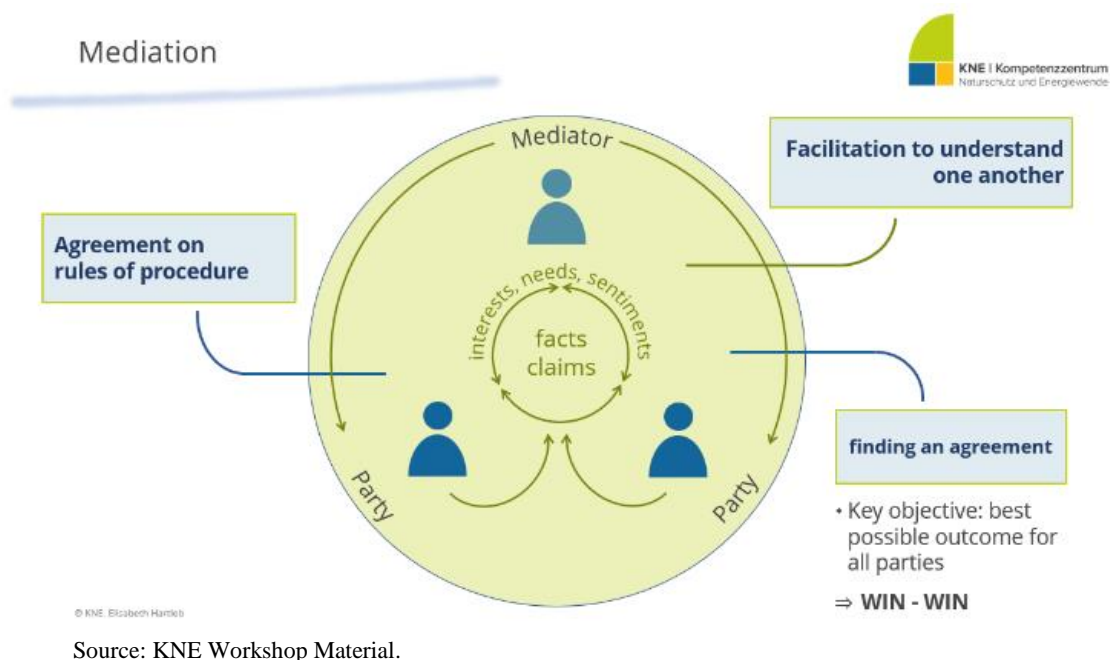 Mediation
KNE | Kompetenzzentrum
Naturschutz und Energiewende
Mediator
Facilitation to understand
one another
Agreement on
rules of procedure
interests, needs, sentiments
facts
claims
Party
Party
finding an agreement
• Key objective: best
possible outcome for
all parties
⇒ WIN - WIN
© KNE, Elisabeth Hartleb
Source: KNE Workshop Material.